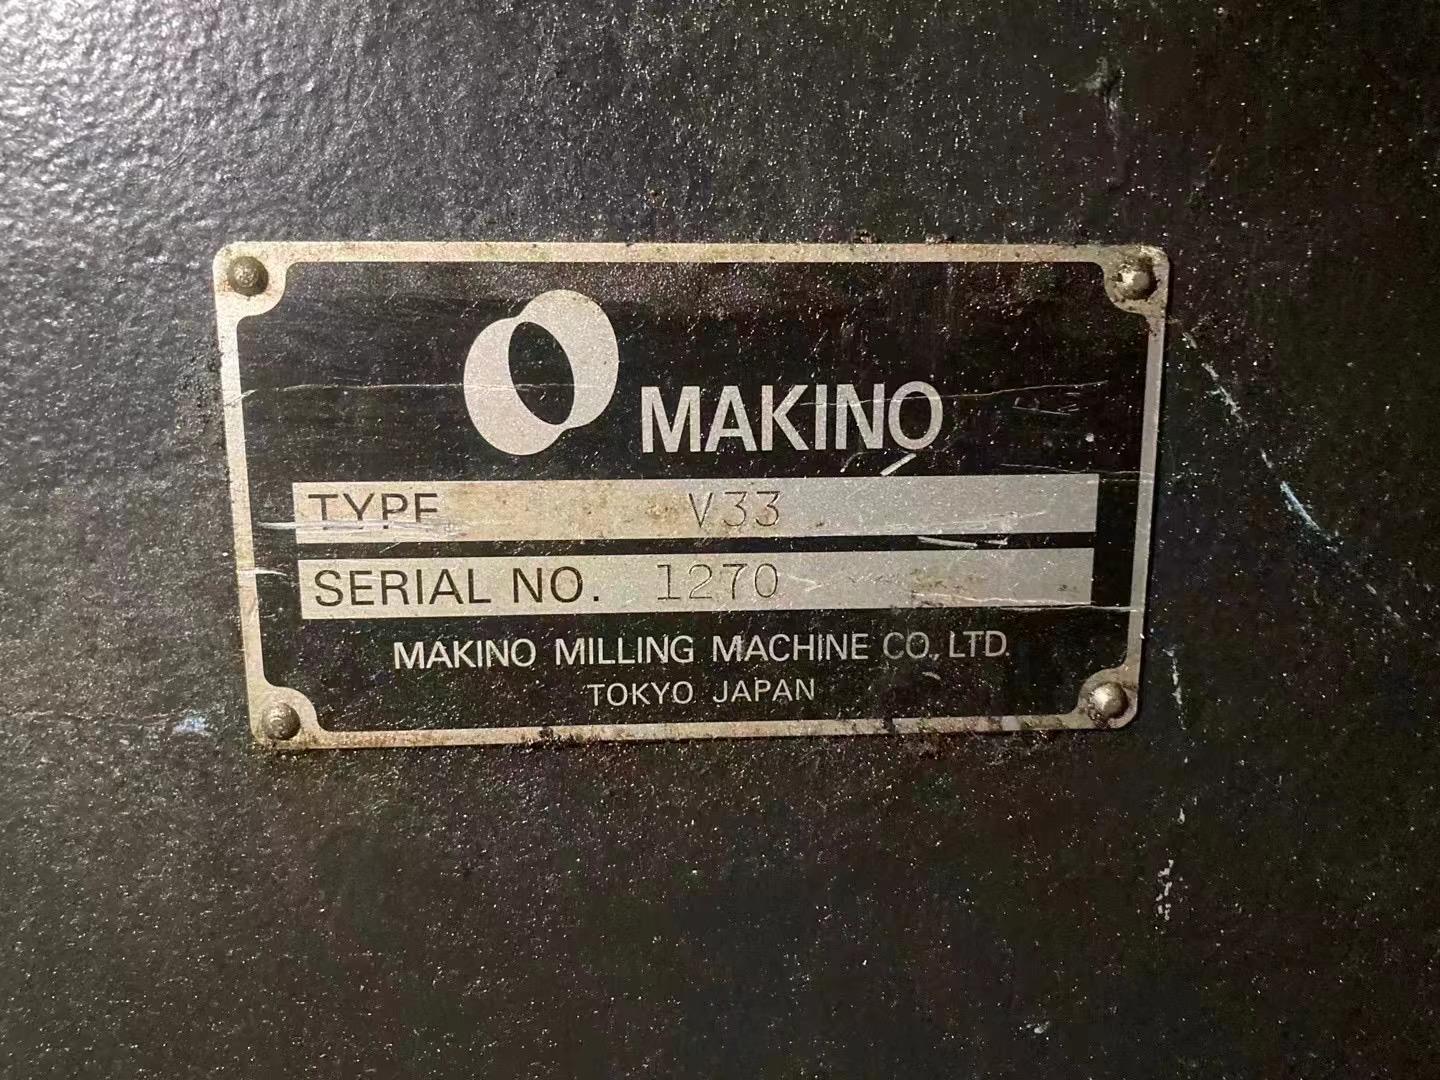 MAKINO
TYPE V33
SERIAL NO. 1270
MAKINO MILLING MACHINE CO., LTD.
TOKYO JAPAN